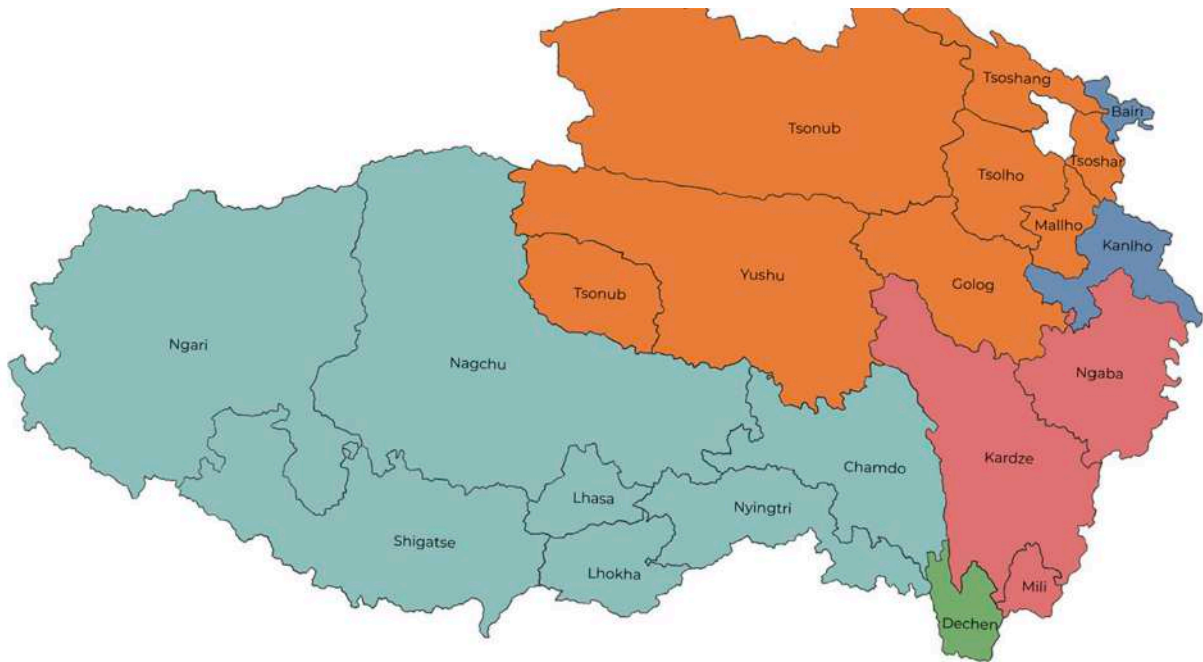 Tsoshang
Bairi
Tsonub
Tsoshar
Tsolho
Mallho
Kanlho
Yushu
Golog
Tsonub
Ngari
Nagchu
Ngaba
Kardze
Chamdo
Lhasa
Nyingtri
Shigatse
Lhokha
Mili
Dechen